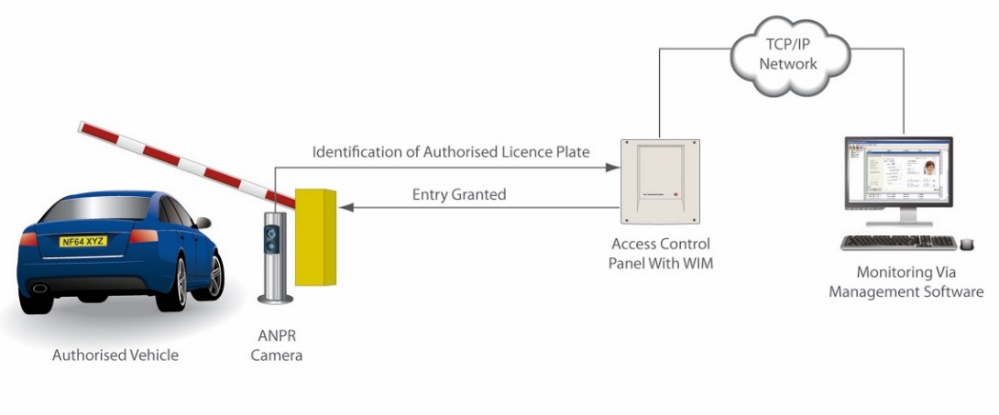 TCP/IP
Network
Identification of Authorised Licence Plate
Entry Granted
NF64 XYZ
Access Control
Panel With WIM
Monitoring Via
Management Software
ANPR
Camera
Authorised Vehicle